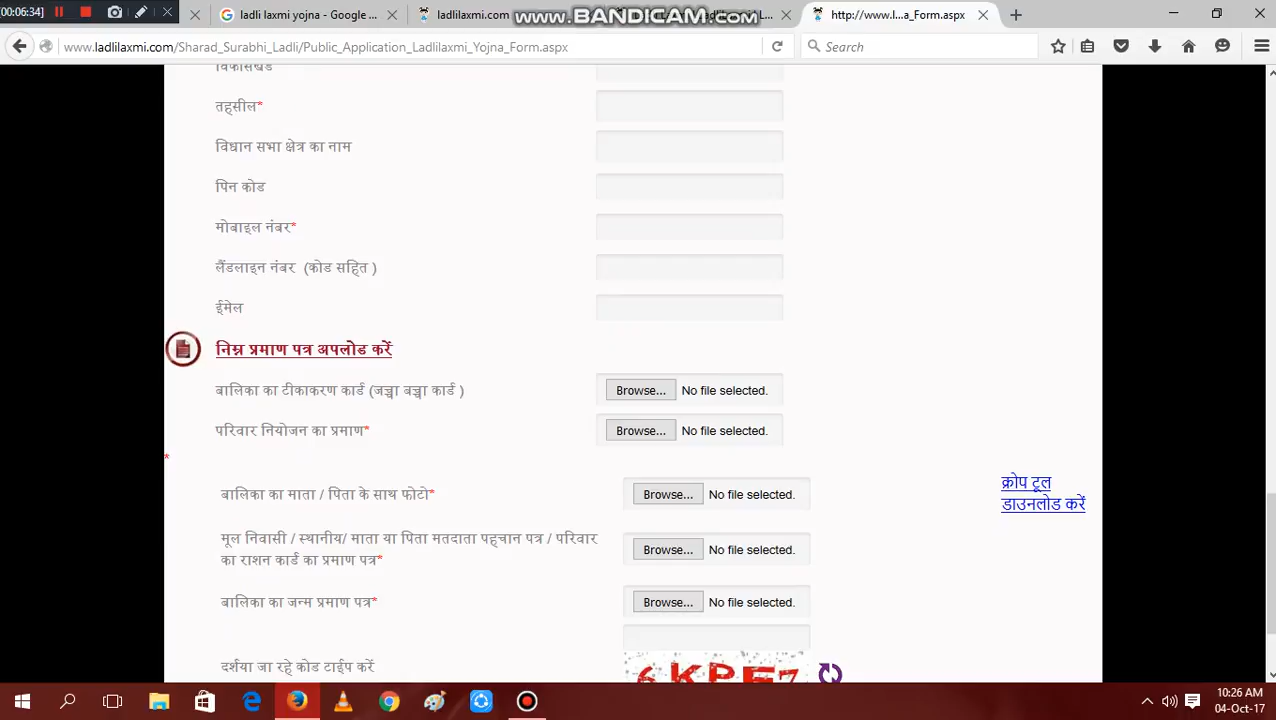 00:06:34
ladli laxmi yojna - Google ...
ladlilaxmi.com
www.BANDICAM.com
http://www.l...a_Form.aspx
www.ladlilaxmi.com/Sharad_Surabhi_Ladli/Public_Application_Ladlilaxmi_Yojna_Form.aspx
Search
विकासखंड
तहसील*
विधान सभा क्षेत्र का नाम
पिन कोड
मोबाइल नंबर*
लैंडलाइन नंबर (कोड सहित )
ईमेल
निम्न प्रमाण पत्र अपलोड करें
बालिका का टीकाकरण कार्ड (जच्चा बच्चा कार्ड )
Browse... No file selected.
परिवार नियोजन का प्रमाण*
Browse... No file selected.
*
बालिका का माता / पिता के साथ फोटो*
Browse... No file selected.
क्रोप टूल
डाउनलोड करें
मूल निवासी / स्थानीय/ माता या पिता मतदाता पहचान पत्र / परिवार
का राशन कार्ड का प्रमाण पत्र*
Browse... No file selected.
बालिका का जन्म प्रमाण पत्र*
Browse... No file selected.
दर्शया जा रहे कोड टाईप करें
6KPEZ
10:26 AM
04-Oct-17